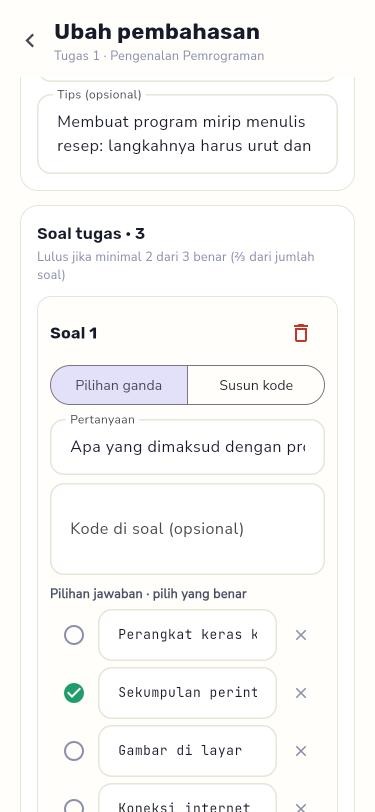 Ubah pembahasan
Tugas 1 · Pengenalan Pemrograman
Tips (opsional)
Membuat program mirip menulis
resep: langkahnya harus urut dan
Soal tugas • 3
Lulus jika minimal 2 dari 3 benar (⅔ dari jumlah
soal)
Soal 1
Pilihan ganda
Susun kode
Pertanyaan
Apa yang dimaksud dengan
Kode di soal (opsional)
Pilihan jawaban · pilih yang benar
Perangkat keras
Sekumpulan
Gambar di layar
Koneksi internet